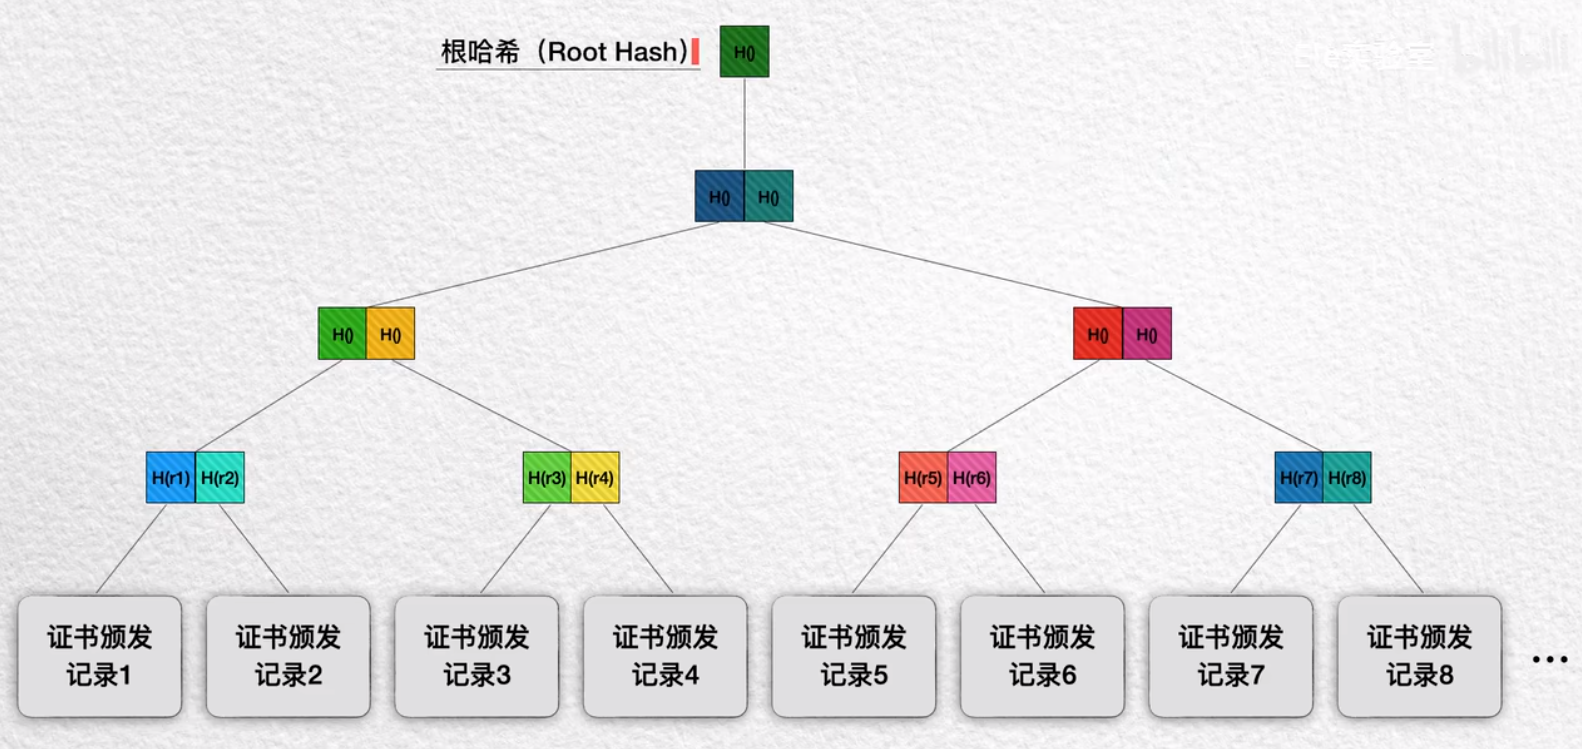 根哈希（Root Hash）
H()
H() H()
H() H() H() H()
H(r1) H(r2) H(r3) H(r4) H(r5) H(r6) H(r7) H(r8)
证书颁发 证书颁发 证书颁发 证书颁发 证书颁发 证书颁发 证书颁发 证书颁发
记录1 记录2 记录3 记录4 记录5 记录6 记录7 记录8
...